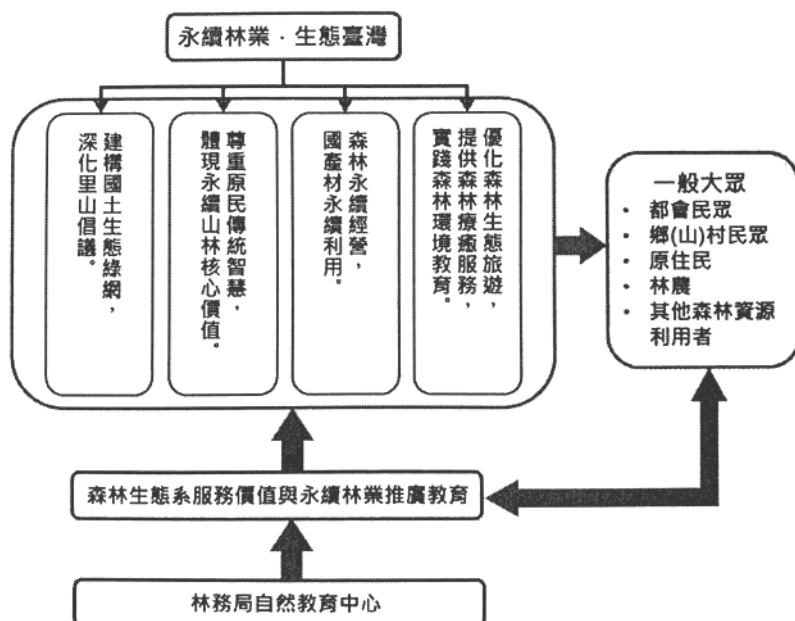 永續林業．生態臺灣
建構國土生態綠網，
深化里山倡議。
尊重原民傳統智慧，
體現永續山林核心價值。
森林永續經營，
國產材永續利用。
優化森林生態旅遊，
提供森林療癒服務，
實踐森林環境教育。
一般大眾
• 都會民眾
• 鄉(山)村民眾
• 原住民
• 林農
• 其他森林資源
利用者
森林生態系服務價值與永續林業推廣教育
林務局自然教育中心